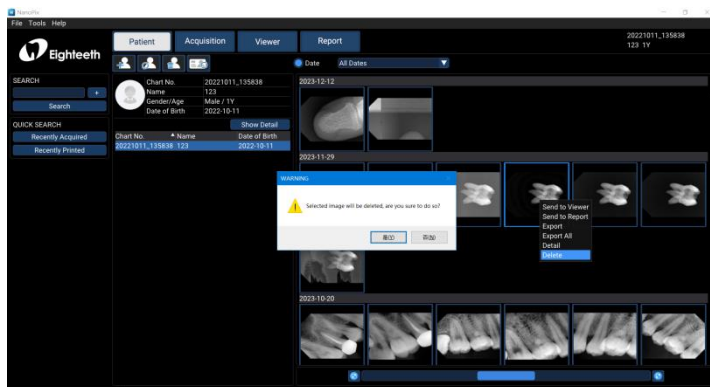 NanoPix
File Tools Help
Eighteeth
Patient Acquisition Viewer Report
20221011_135838
123 1Y
SEARCH
+
Search
QUICK SEARCH
Recently Acquired
Recently Printed
Chart No. 20221011_135838
Name 123
Gender/Age Male / 1Y
Date of Birth 2022-10-11
Show Detail
Chart No. Name Date of Birth
20221011_135838 123 2022-10-11
Date All Dates
2023-12-12
2023-11-29
WARNING
Selected image will be deleted, are you sure to do so?
是(Y) 否(N)
Send to Viewer
Send to Report
Export
Export All
Detail
Delete
2023-10-20